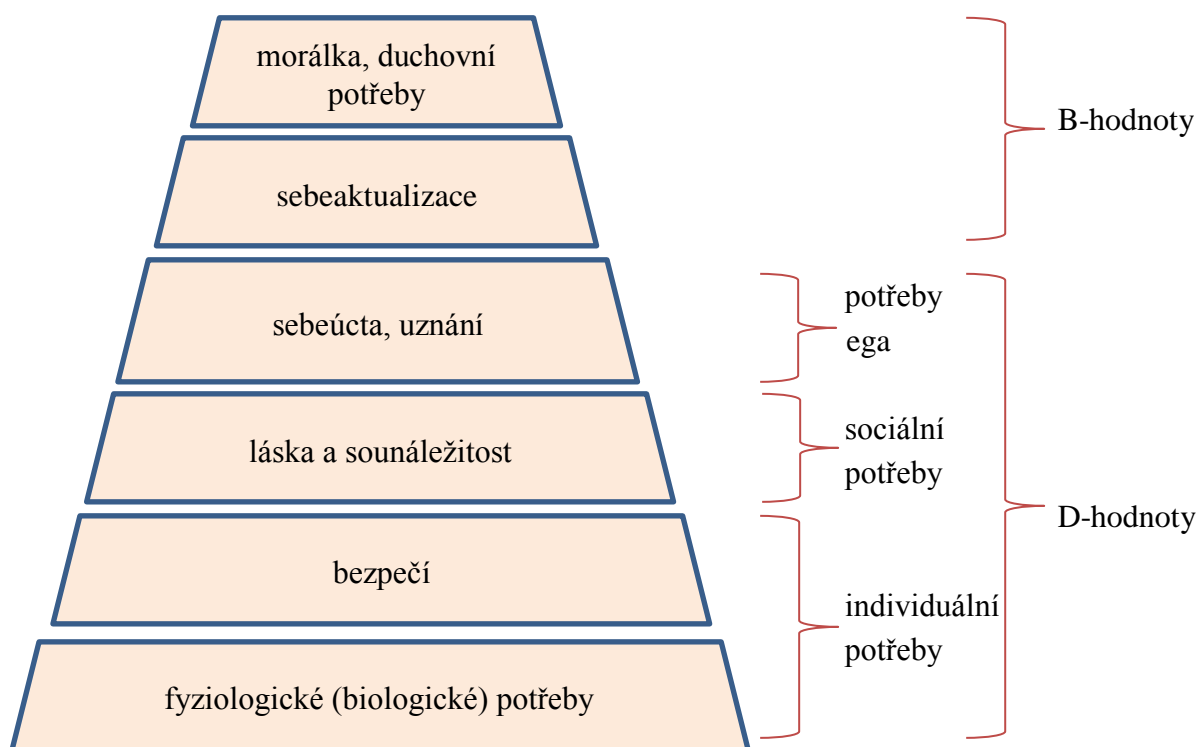 morálka, duchovní
potřeby
B-hodnoty
sebeaktualizace
sebeúcta, uznání
potřeby
ega
láska a sounáležitost
sociální
potřeby
D-hodnoty
bezpečí
individuální
potřeby
fyziologické (biologické) potřeby